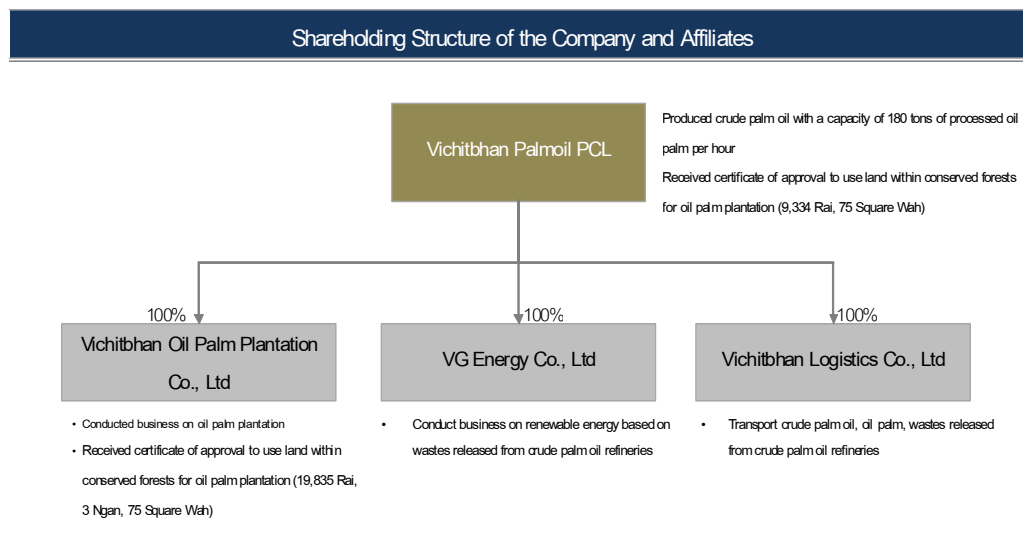 Shareholding Structure of the Company and Affiliates
Vichitbhan Palmoil PCL
Produced crude palm oil with a capacity of 180 tons of processed oil
palm per hour
Received certificate of approval to use land within conserved forests
for oil palm plantation (9,334 Rai, 75 Square Wah)
100%
100%
100%
Vichitbhan Oil Palm Plantation
Co., Ltd
VG Energy Co., Ltd
Vichitbhan Logistics Co., Ltd
• Conducted business on oil palm plantation
• Received certificate of approval to use land within
conserved forests for oil palm plantation (19,835 Rai,
3 Ngan, 75 Square Wah)
• Conduct business on renewable energy based on
wastes released from crude palm oil refineries
• Transport crude palm oil, oil palm, wastes released
from crude palm oil refineries